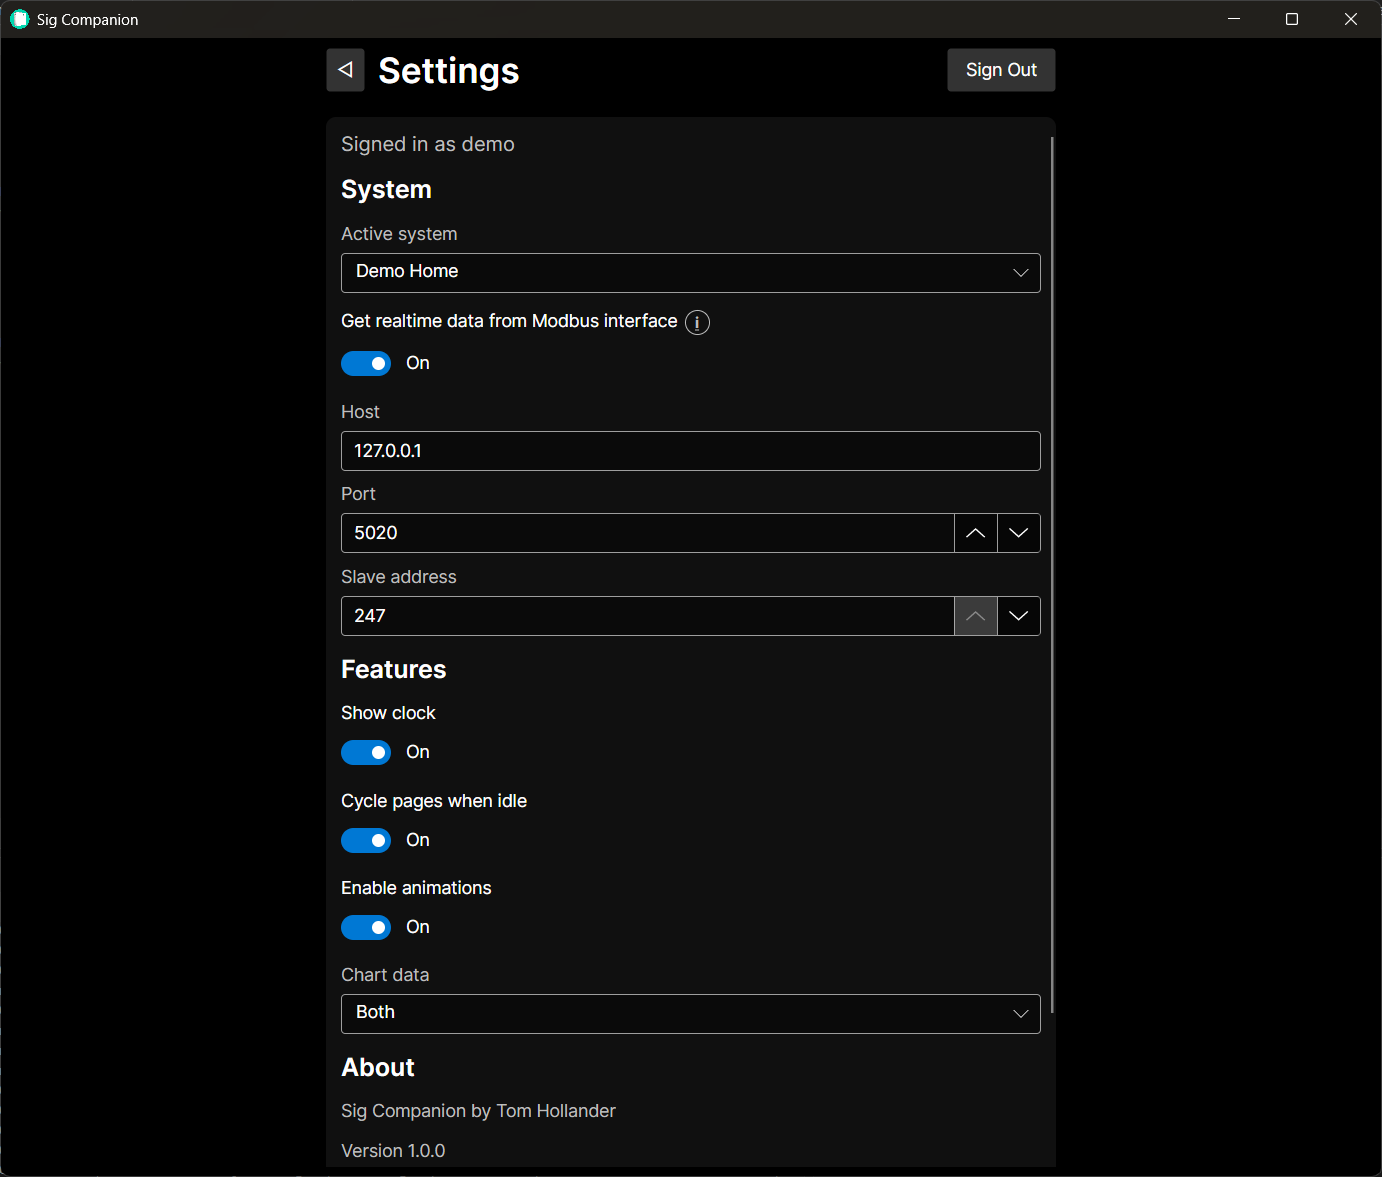 Sig Companion
Settings
Sign Out
Signed in as demo
System
Active system
Demo Home
Get realtime data from Modbus interface
On
Host
127.0.0.1
Port
5020
Slave address
247
Features
Show clock
On
Cycle pages when idle
On
Enable animations
On
Chart data
Both
About
Sig Companion by Tom Hollander
Version 1.0.0